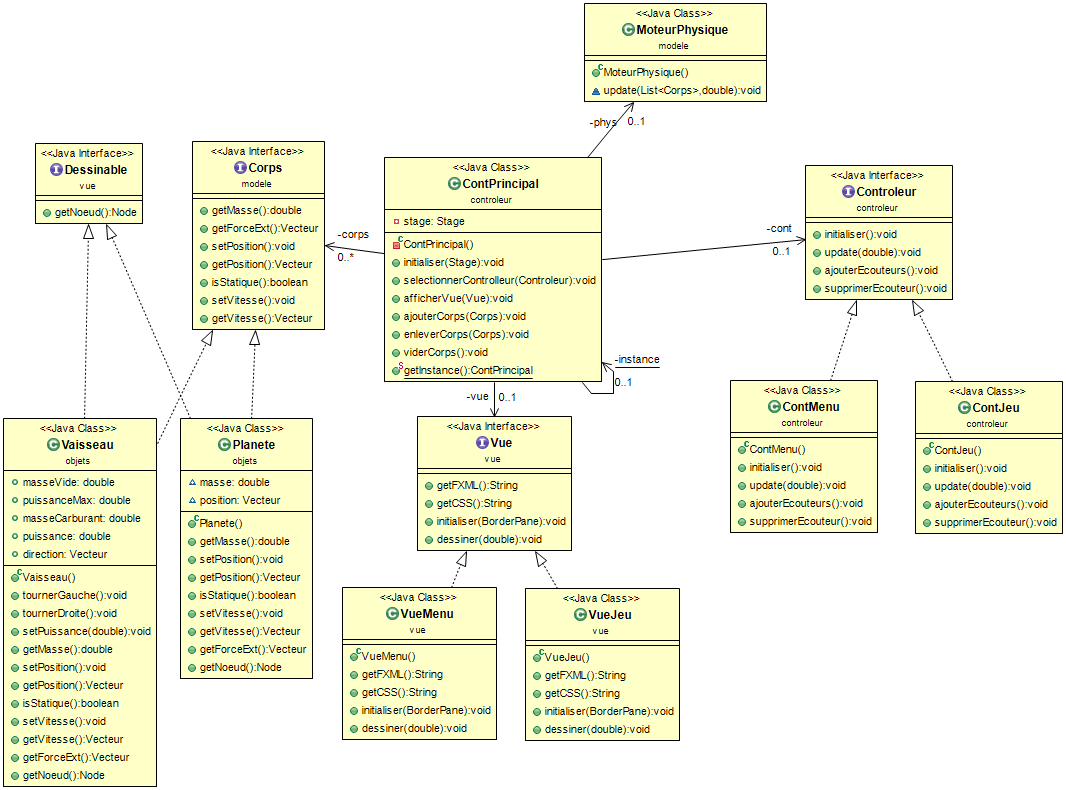 <<Java Class>>
MoteurPhysique
modele
MoteurPhysique()
update(List<Corps>,double):void
-phys
0..1
<<Java Interface>>
Dessinable
vue
getNoeud():Node
<<Java Interface>>
Corps
modele
getMasse():double
getForceExt():Vecteur
setPosition():void
getPosition():Vecteur
isStatique():boolean
setVitesse():void
getVitesse():Vecteur
-corps
0..*
<<Java Class>>
ContPrincipal
controleur
stage: Stage
ContPrincipal()
initialiser(Stage):void
selectionnerControlleur(Controleur):void
afficherVue(Vue):void
ajouterCorps(Corps):void
enleverCorps(Corps):void
viderCorps():void
getInstance():ContPrincipal
-cont
0..1
<<Java Interface>>
Controleur
controleur
initialiser():void
update(double):void
ajouterEcouteurs():void
supprimerEcouteur():void
-instance
0..1
-vue
0..1
<<Java Class>>
Vaisseau
objets
masseVide: double
puissanceMax: double
masseCarburant: double
puissance: double
direction: Vecteur
Vaisseau()
tournerGauche():void
tournerDroite():void
setPuissance(double):void
getMasse():double
setPosition():void
getPosition():Vecteur
isStatique():boolean
setVitesse():void
getVitesse():Vecteur
getForceExt():Vecteur
getNoeud():Node
<<Java Class>>
Planete
objets
masse: double
position: Vecteur
Planete()
getMasse():double
setPosition():void
getPosition():Vecteur
isStatique():boolean
setVitesse():void
getVitesse():Vecteur
getForceExt():Vecteur
getNoeud():Node
<<Java Interface>>
Vue
vue
getFXML():String
getCSS():String
initialiser(BorderPane):void
dessiner(double):void
<<Java Class>>
ContMenu
controleur
ContMenu()
initialiser():void
update(double):void
ajouterEcouteurs():void
supprimerEcouteur():void
<<Java Class>>
ContJeu
controleur
ContJeu()
initialiser():void
update(double):void
ajouterEcouteurs():void
supprimerEcouteur():void
<<Java Class>>
VueMenu
vue
VueMenu()
getFXML():String
getCSS():String
initialiser(BorderPane):void
dessiner(double):void
<<Java Class>>
VueJeu
vue
VueJeu()
getFXML():String
getCSS():String
initialiser(BorderPane):void
dessiner(double):void